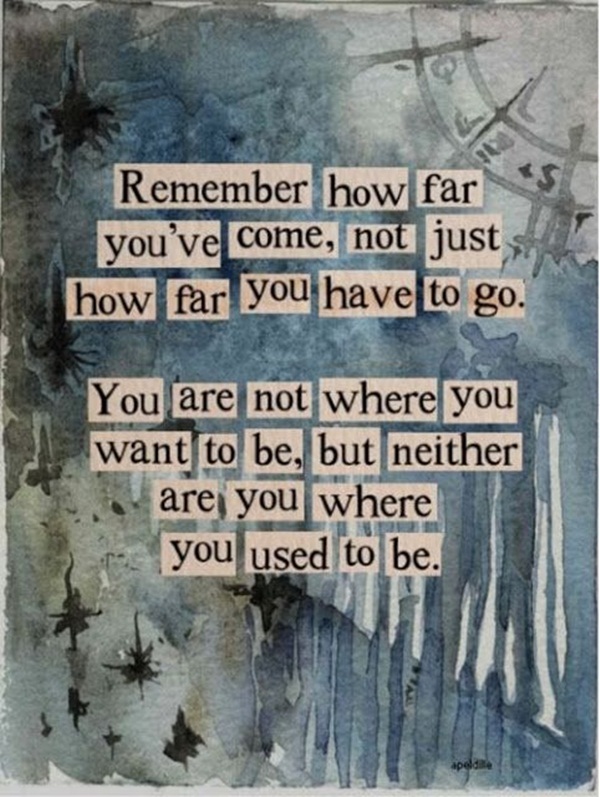 Remember how far
you've come, not just
how far you have to go.
You are not where you
want to be, but neither
are you where
you used to be.
apeldille